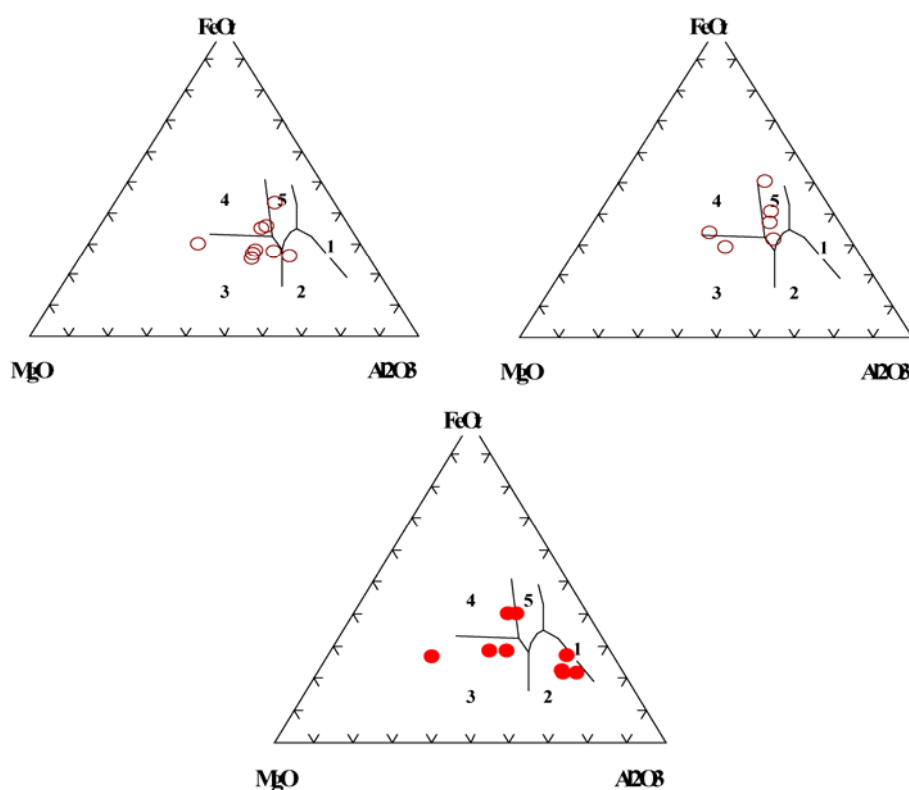 FeOt FeOt
4 5 4 5
1 1
3 2 3 2
MgO Al2O3 MgO Al2O3
FeOt
4 5
1
3 2
MgO Al2O3